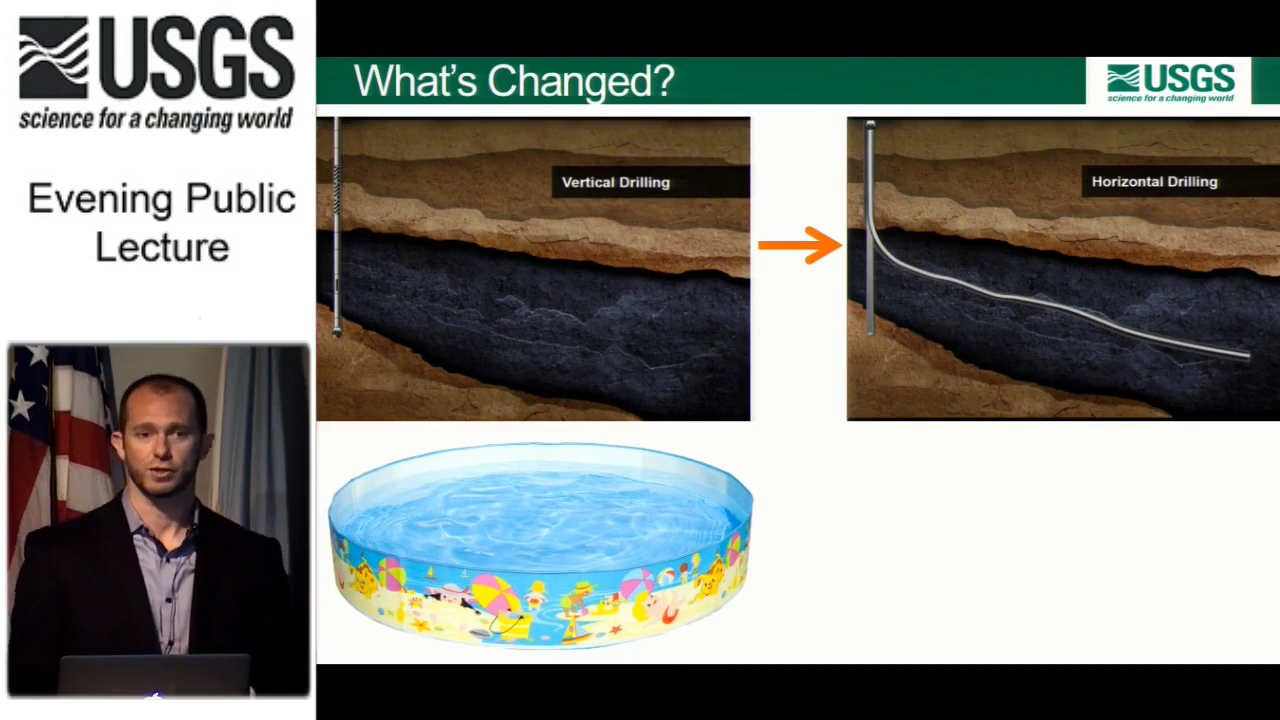 USGS
science for a changing world
Evening Public
Lecture
What's Changed?
USGS
science for a changing world
Vertical Drilling
Horizontal Drilling